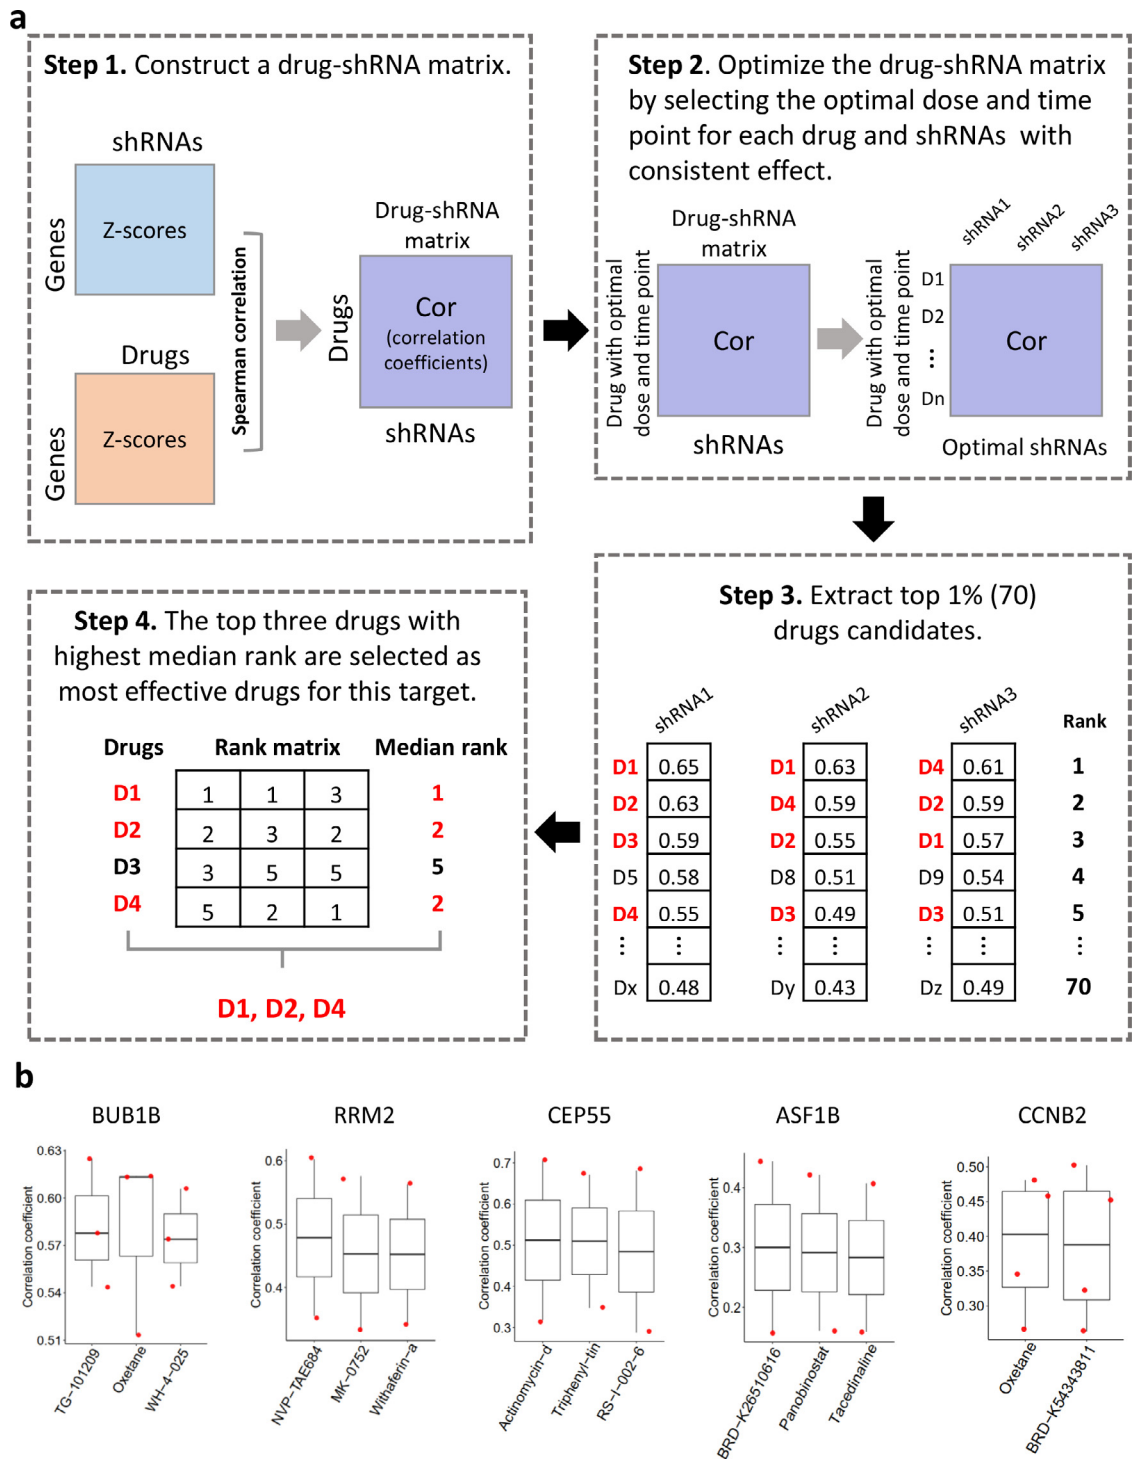 a
Step 1. Construct a drug-shRNA matrix.
shRNAs
Genes
Z-scores
Drugs
Genes
Z-scores
Spearman correlation
Drug-shRNA
matrix
Drugs
Cor
(correlation
coefficients)
shRNAs
Step 2. Optimize the drug-shRNA matrix
by selecting the optimal dose and time
point for each drug and shRNAs with
consistent effect.
Drug-shRNA
matrix
Drug with optimal
dose and time point
Cor
shRNAs
Drug with optimal
dose and time point
shRNA1 shRNA2 shRNA3
D1
D2
⋮
Dn
Cor
Optimal shRNAs
Step 3. Extract top 1% (70)
drugs candidates.
shRNA1 shRNA2 shRNA3 Rank
D1 0.65 D1 0.63 D4 0.61 1
D2 0.63 D4 0.59 D2 0.59 2
D3 0.59 D2 0.55 D1 0.57 3
D5 0.58 D8 0.51 D9 0.54 4
D4 0.55 D3 0.49 D3 0.51 5
⋮ ⋮ ⋮ ⋮ ⋮ ⋮ ⋮
Dx 0.48 Dy 0.43 Dz 0.49 70
Step 4. The top three drugs with
highest median rank are selected as
most effective drugs for this target.
Drugs Rank matrix Median rank
D1 1 1 3 1
D2 2 3 2 2
D3 3 5 5 5
D4 5 2 1 2
D1, D2, D4
b
BUB1B
Correlation coefficient
0.63
0.60
0.57
0.54
0.51
TG-101209
Oxetane
WH-4-025
RRM2
Correlation coefficient
0.6
0.5
0.4
NVP-TAE684
MK-0752
Withaferin-a
CEP55
Correlation coefficient
0.7
0.6
0.5
0.4
0.3
Actinomycin-d
Triphenyl-tin
RS-I-002-6
ASF1B
Correlation coefficient
0.4
0.3
0.2
BRD-K26510616
Panobinostat
Tacedinaline
CCNB2
Correlation coefficient
0.50
0.45
0.40
0.35
0.30
Oxetane
BRD-K54343811